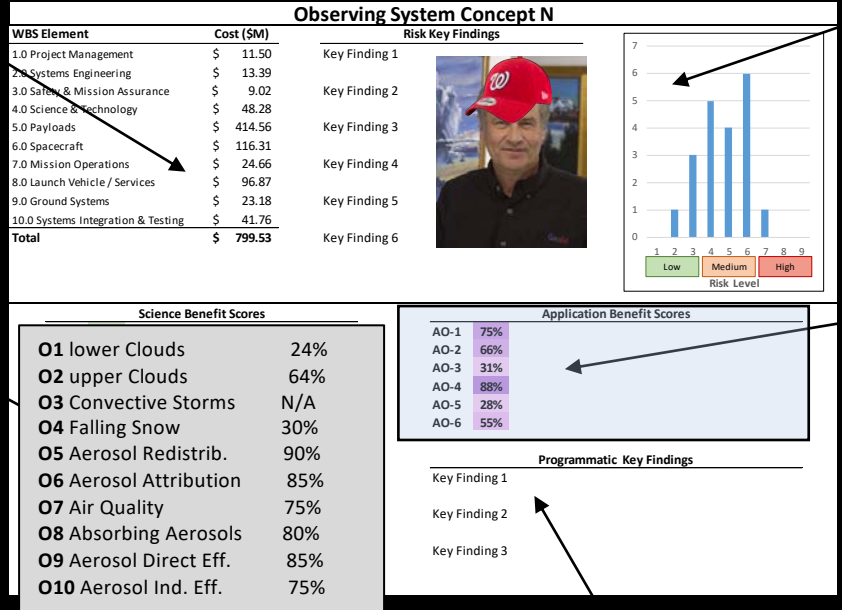 Observing System Concept N
WBS Element Cost ($M)
1.0 Project Management $ 11.50
2.0 Systems Engineering $ 13.39
3.0 Safety & Mission Assurance $ 9.02
4.0 Science & Technology $ 48.28
5.0 Payloads $ 414.56
6.0 Spacecraft $ 116.31
7.0 Mission Operations $ 24.66
8.0 Launch Vehicle / Services $ 96.87
9.0 Ground Systems $ 23.18
10.0 Systems Integration & Testing $ 41.76
Total $ 799.53
Risk Key Findings
Key Finding 1
Key Finding 2
Key Finding 3
Key Finding 4
Key Finding 5
Key Finding 6
W
7
6
5
4
3
2
1
0
1 2 3 4 5 6 7 8 9
Low Medium High
Risk Level
Science Benefit Scores
O1 lower Clouds 24%
O2 upper Clouds 64%
O3 Convective Storms N/A
O4 Falling Snow 30%
O5 Aerosol Redistrib. 90%
O6 Aerosol Attribution 85%
O7 Air Quality 75%
O8 Absorbing Aerosols 80%
O9 Aerosol Direct Eff. 85%
O10 Aerosol Ind. Eff. 75%
Application Benefit Scores
AO-1 75%
AO-2 66%
AO-3 31%
AO-4 88%
AO-5 28%
AO-6 55%
Programmatic Key Findings
Key Finding 1
Key Finding 2
Key Finding 3